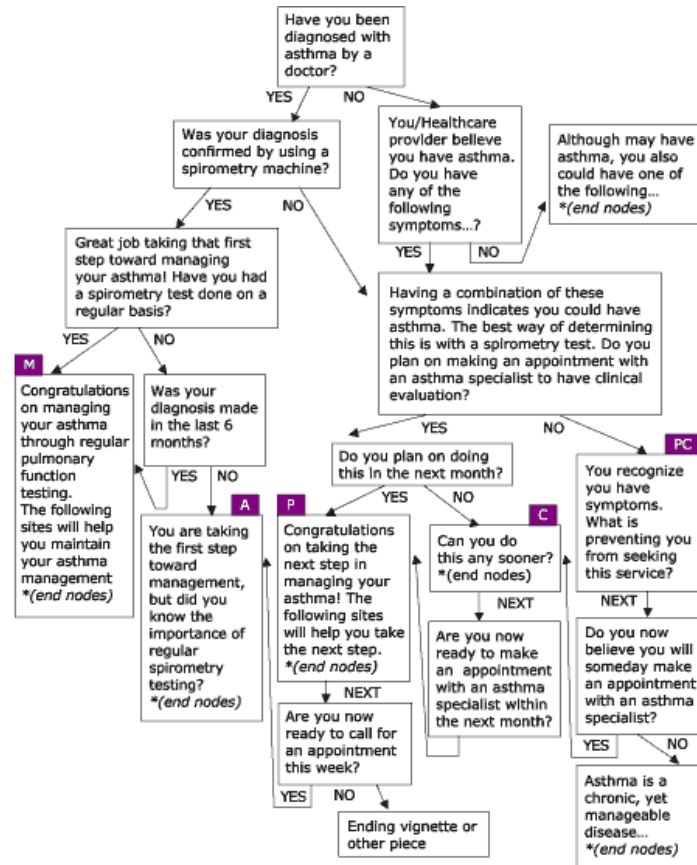 Have you been
diagnosed with
asthma by a
doctor?
YES
NO
Was your diagnosis
confirmed by using a
spirometry machine?
You/Healthcare
provider believe
you have asthma.
Do you have
any of the
following
symptoms...?
Although may have
asthma, you also
could have one of
the following...
*(end nodes)
YES
NO
YES
NO
Great job taking that first
step toward managing
your asthma! Have you had
a spirometry test done on a
regular basis?
Having a combination of these
symptoms indicates you could have
asthma. The best way of determining
this is with a spirometry test. Do you
plan on making an appointment with
an asthma specialist to have clinical
evaluation?
YES
NO
M
Congratulations
on managing
your asthma
through regular
pulmonary
function
testing.
The following
sites will help
you maintain
your asthma
management
*(end nodes)
Was your
diagnosis made
in the last 6
months?
YES
NO
YES
NO
Do you plan on doing
this in the next month?
YES
NO
PC
You recognize
you have
symptoms.
What is
preventing you
from seeking
this service?
A
You are taking
the first step
toward
management,
but did you
know the
importance of
regular
spirometry
testing?
*(end nodes)
P
Congratulations
on taking the
next step in
managing your
asthma! The
following sites
will help you take
the next step.
*(end nodes)
C
Can you do
this any sooner?
*(end nodes)
NEXT
Are you now
ready to make
an appointment
with an asthma
specialist within
the next month?
NEXT
Do you now
believe you will
someday make
an appointment
with an asthma
specialist?
NEXT
Are you now
ready to call for
an appointment
this week?
YES
NO
YES
NO
Ending vignette or
other piece
Asthma is a
chronic, yet
manageable
disease...
*(end nodes)